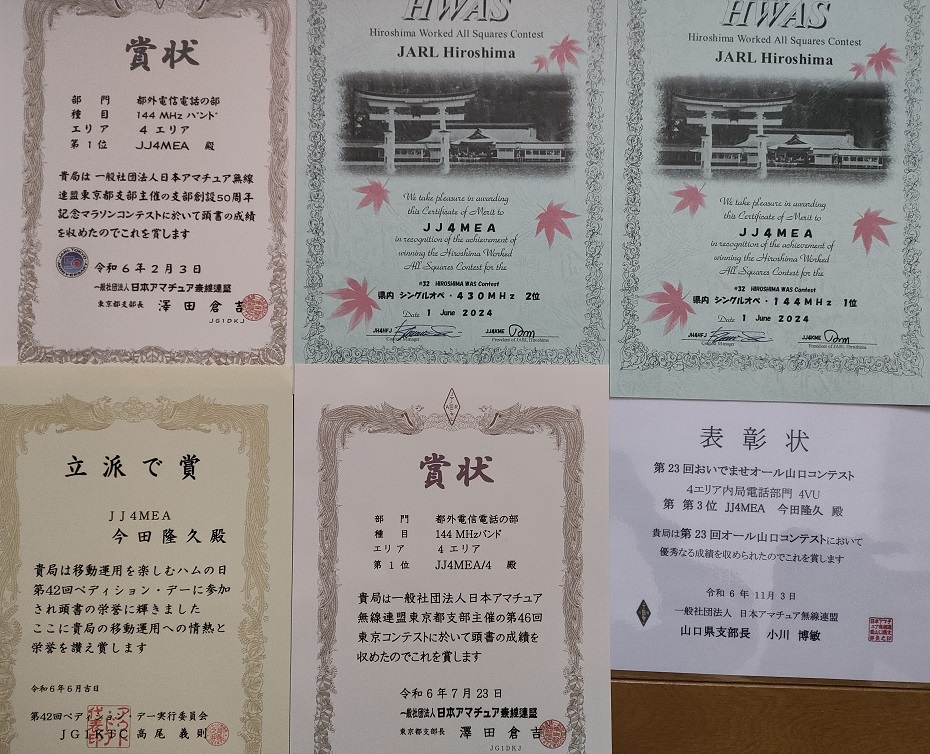 賞状
部 門 都外電信電話の部
種 目 144 MHz バンド
エリア 4 エリア
第 1 位 JJ4MEA 殿
貴局は一般社団法人日本アマチュア無線
連盟東京都支部主催の支部創設50周年
記念マラソンコンテストに於いて頭書の成績
を収めたのでこれを賞します
令和6年2月3日
一般社団法人日本アマチュア無線連盟
東京都支部長 澤田倉吉
JG1DKJ
HWAS
Hiroshima Worked All Squares Contest
JARL Hiroshima
We take pleasure in awarding
this Certificate of Merit to
JJ4MEA
in recognition of the achievement of
winning the Hiroshima Worked
All Squares Contest for the
#32 HIROSHIMA WAS Contest
県内 シングルオペ・430MHz 2位
Date 1 June 2024
JH4HFJ JJ4KME
President of JARL Hiroshima
HWAS
Hiroshima Worked All Squares Contest
JARL Hiroshima
We take pleasure in awarding
this Certificate of Merit to
JJ4MEA
in recognition of the achievement of
winning the Hiroshima Worked
All Squares Contest for the
#32 HIROSHIMA WAS Contest
県内 シングルオペ・144MHz 1位
Date 1 June 2024
JH4HFJ JJ4KME
Manager President of JARL Hiroshima
立派で賞
JJ4MEA
今田隆久殿
貴局は移動運用を楽しむハムの日
第42回ペディション・デーに参加
され頭書の栄誉に輝きました
ここに貴局の移動運用への情熱と
栄誉を讃え賞します
令和6年6月吉日
第42回ペディション・デー実行委員会
JG1KTC 高尾 義則
賞状
部 門 都外電信電話の部
種 目 144 MHzバンド
エリア 4 エリア
第 1 位 JJ4MEA/4 殿
貴局は一般社団法人日本アマチュア
無線連盟東京都支部主催の第46回
東京コンテストに於いて頭書の成績を
収めたのでこれを賞します
令和6年7月23日
一般社団法人日本アマチュア無線連盟
東京都支部長 澤田倉吉
JG1DKJ
表彰状
第23回おいでませオール山口コンテスト
4エリア内局電話部門 4VU
第 第3位 JJ4MEA 今田隆久 殿
貴局は第23回オール山口コンテストにおいて
優秀なる成績を収められたのでこれを賞します
令和 6年 11月3日
一般社団法人 日本アマチュア無線連盟
山口県支部長 小川 博敏